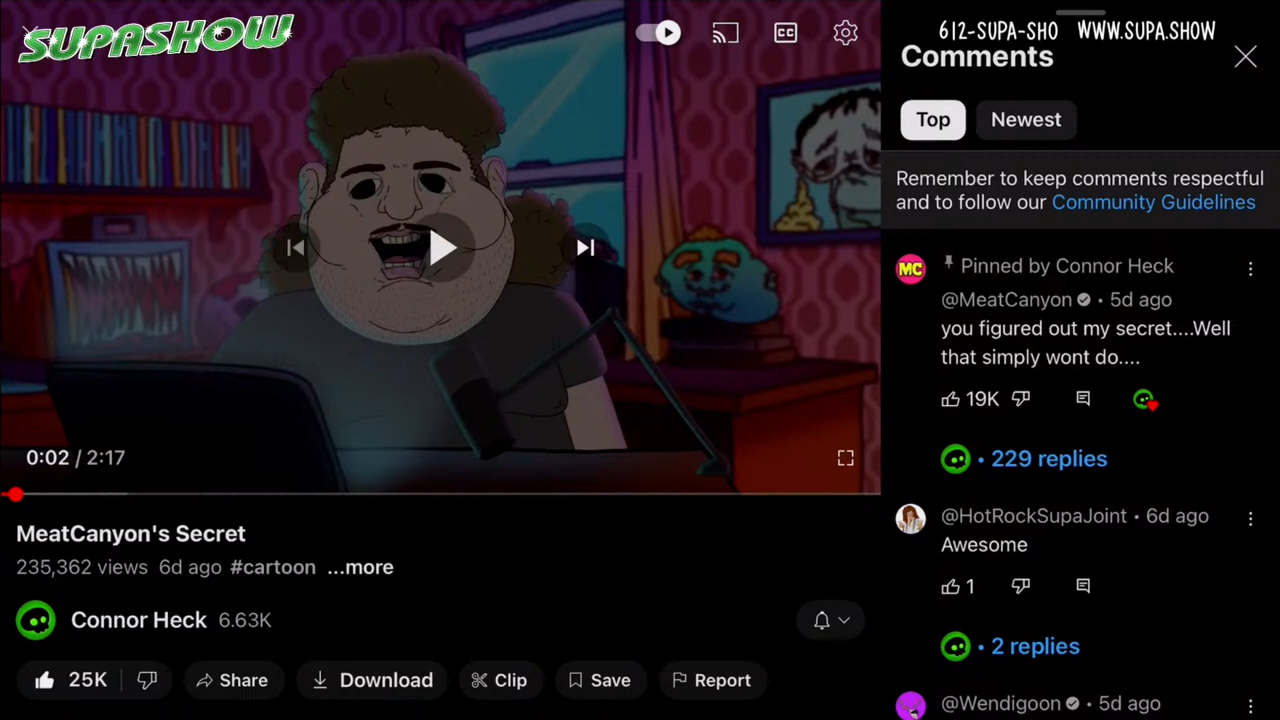 SUPASHOW
612-SUPA-SHO WWW.SUPA.SHOW
CC
Comments
Top Newest
Remember to keep comments respectful
and to follow our Community Guidelines
MC
Pinned by Connor Heck
@MeatCanyon • 5d ago
you figured out my secret....Well
that simply wont do....
19K
• 229 replies
@HotRockSupaJoint • 6d ago
Awesome
1
• 2 replies
@Wendigoon • 5d ago
0:02 / 2:17
MeatCanyon's Secret
235,362 views 6d ago #cartoon ...more
Connor Heck 6.63K
25K Share Download Clip Save Report